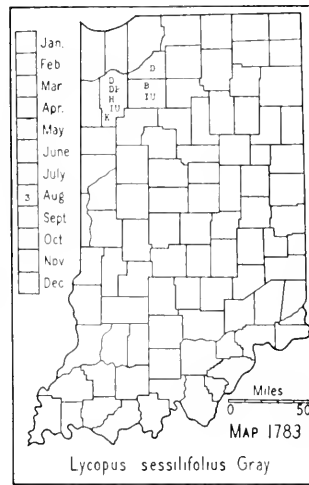 Jan.
Feb
Mar
Apr.
May
June
July
3 Aug
Sept
Oct
Nov
Dec
D
D B
DP IU
H
IU
K
Miles
0 50
MAP 1783
Lycopus sessilifolius Gray